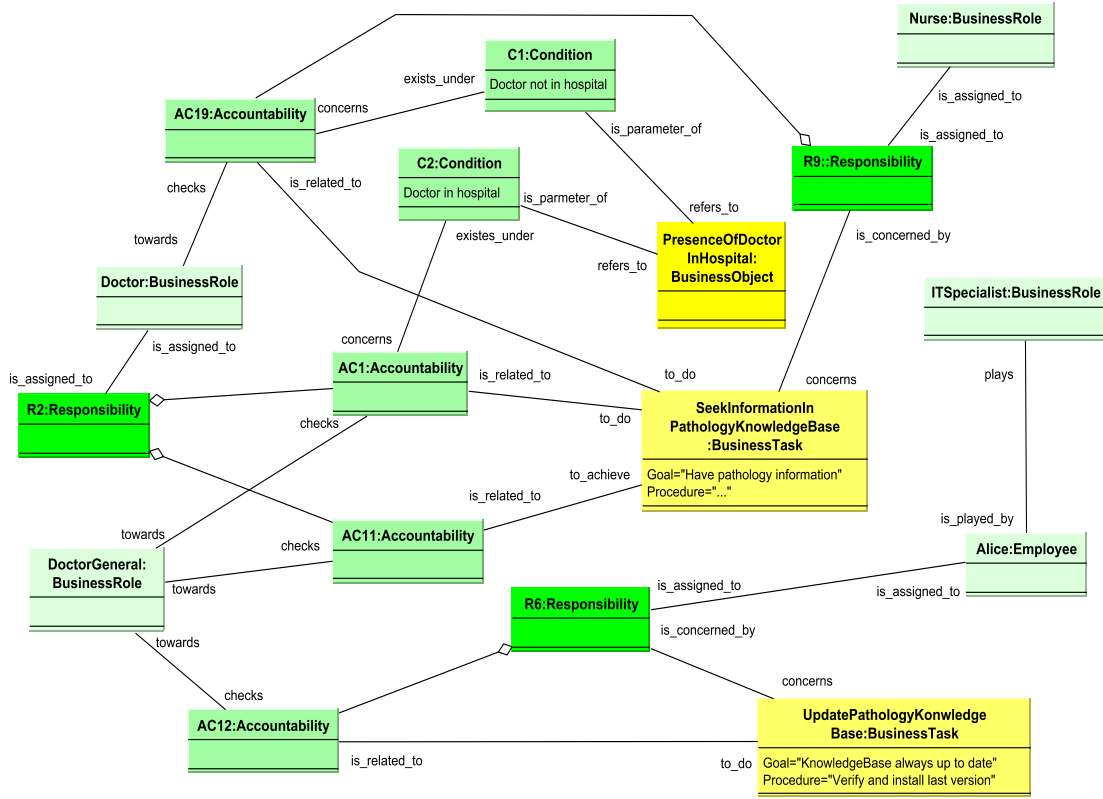 Nurse:BusinessRole
C1:Condition
Doctor not in hospital
exists_under
concerns
AC19:Accountability
is_assigned_to
is_parameter_of
is_assigned_to
R9::Responsibility
C2:Condition
Doctor in hospital
is_related_to
checks
is_parmeter_of
refers_to
existes_under
is_concerned_by
towards
PresenceOfDoctor
InHospital:
BusinessObject
refers_to
Doctor:BusinessRole
ITSpecialist:BusinessRole
is_assigned_to
concerns
is_assigned_to
AC1:Accountability
is_related_to
to_do
concerns
plays
R2:Responsibility
SeekInformationIn
PathologyKnowledgeBase
:BusinessTask
to_do
checks
Goal="Have pathology information"
Procedure="..."
to_achieve
is_related_to
is_played_by
towards
checks
AC11:Accountability
Alice:Employee
DoctorGeneral:
BusinessRole
towards
is_assigned_to
is_assigned_to
R6:Responsibility
is_concerned_by
towards
concerns
checks
AC12:Accountability
UpdatePathologyKonwledge
Base:BusinessTask
is_related_to
to_do
Goal="KnowledgeBase always up to date"
Procedure="Verify and install last version"